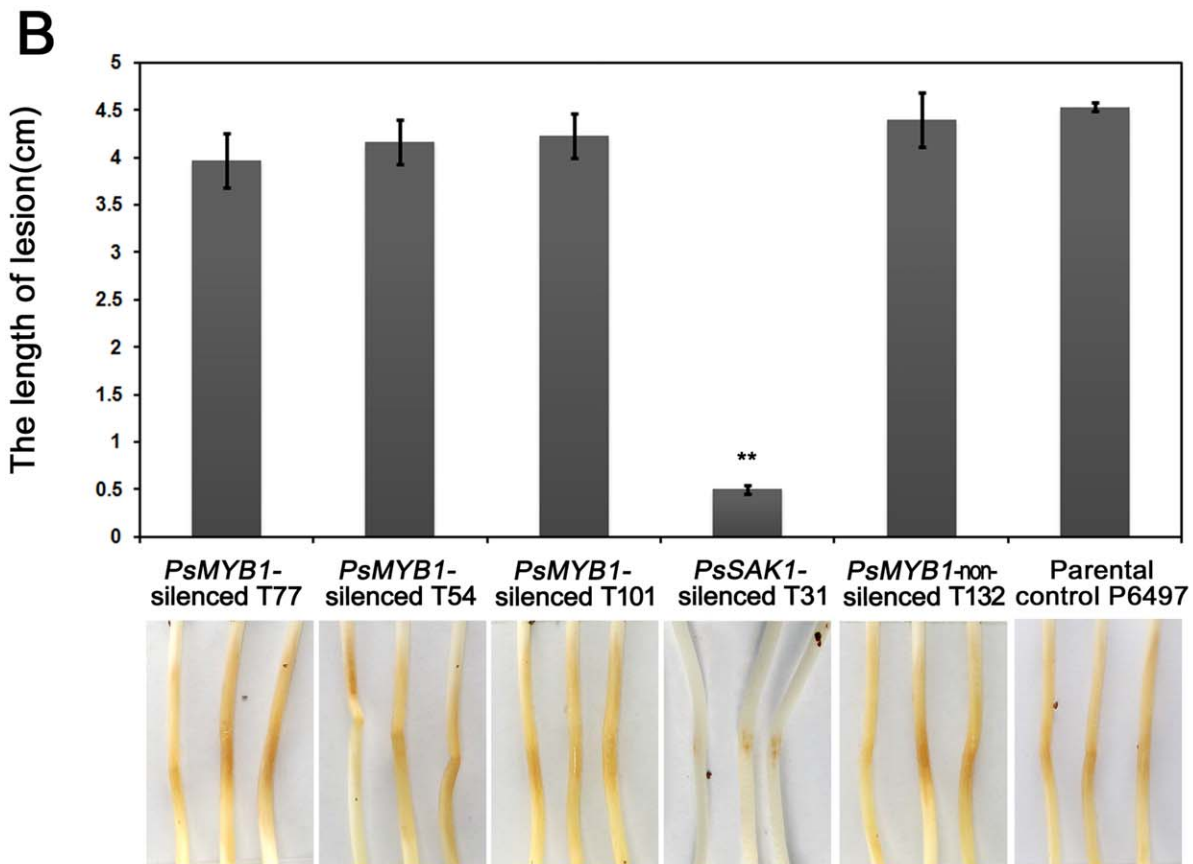 B
The length of lesion(cm)
5
4.5
4
3.5
3
2.5
2
1.5
1
0.5
0
**
PsMYB1-
silenced T77
PsMYB1-
silenced T54
PsMYB1-
silenced T101
PsSAK1-
silenced T31
PsMYB1-non-
silenced T132
Parental
control P6497